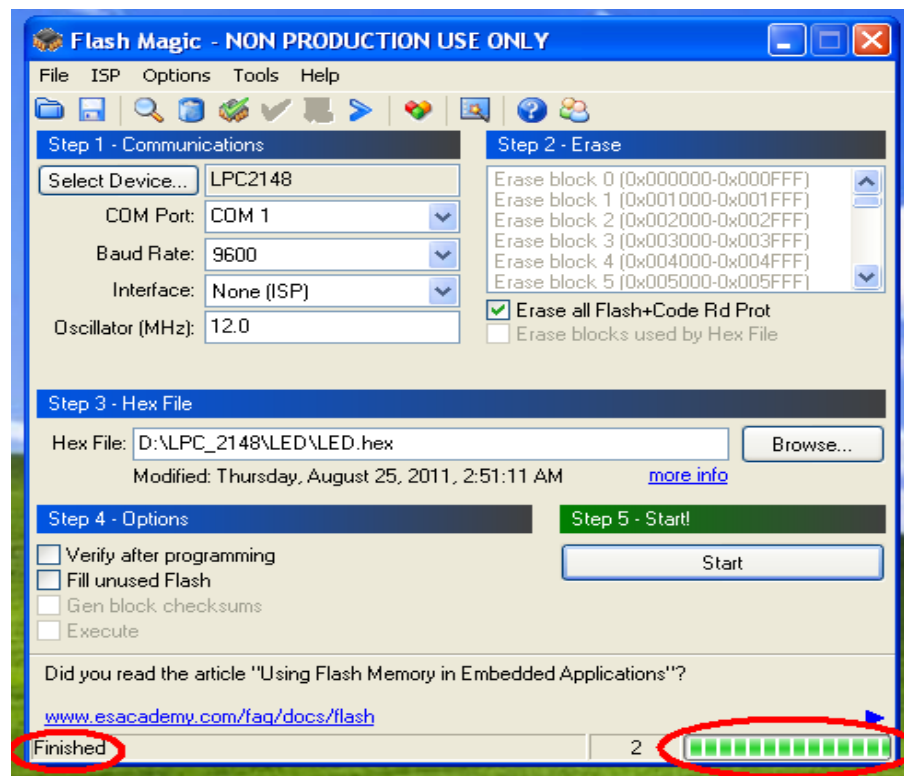 Flash Magic - NON PRODUCTION USE ONLY
File ISP Options Tools Help
Step 1 - Communications
Select Device... LPC2148
COM Port: COM 1
Baud Rate: 9600
Interface: None (ISP)
Oscillator (MHz): 12.0
Step 2 - Erase
Erase block 0 (0x000000-0x000FFF)
Erase block 1 (0x001000-0x001FFF)
Erase block 2 (0x002000-0x002FFF)
Erase block 3 (0x003000-0x003FFF)
Erase block 4 (0x004000-0x004FFF)
Erase block 5 (0x005000-0x005FFF)
Erase all Flash+Code Rd Prot
Erase blocks used by Hex File
Step 3 - Hex File
Hex File: D:\LPC_2148\LED\LED.hex Browse...
Modified: Thursday, August 25, 2011, 2:51:11 AM more info
Step 4 - Options
Verify after programming
Fill unused Flash
Gen block checksums
Execute
Step 5 - Start!
Start
Did you read the article "Using Flash Memory in Embedded Applications"?
www.esacademy.com/faq/docs/flash
Finished 2